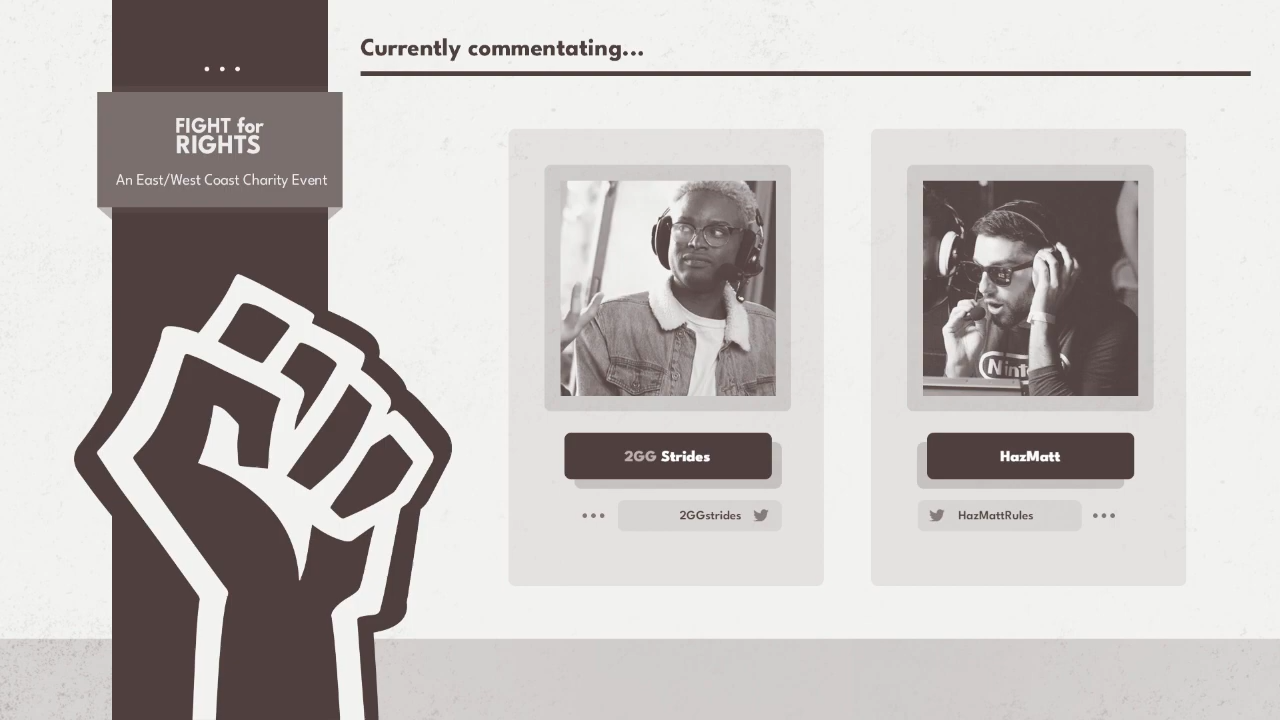 Currently commentating...
FIGHT for
RIGHTS
An East/West Coast Charity Event
2GG Strides
2GGstrides
HazMatt
HazMattRules